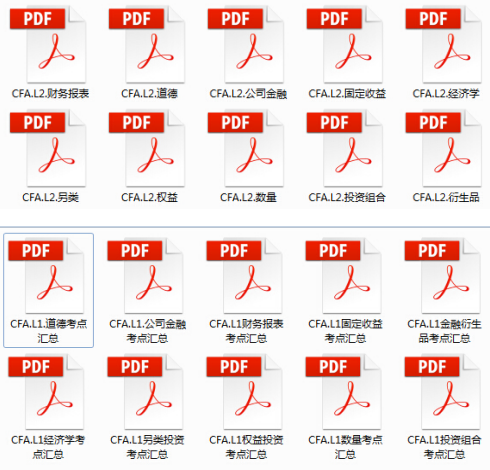 PDF PDF PDF PDF PDF
CFA.L2.财务报表 CFA.L2.道德 CFA.L2.公司金融 CFA.L2.固定收益 CFA.L2.经济学
PDF PDF PDF PDF PDF
CFA.L2.另类 CFA.L2.权益 CFA.L2.数量 CFA.L2.投资组合 CFA.L2.衍生品
PDF PDF PDF PDF PDF
CFA.L1.道德考点 CFA.L1.公司金融 CFA.L1财务报表 CFA.L1固定收益 CFA.L1金融衍生
汇总 考点汇总 考点汇总 考点汇总 品考点汇总
PDF PDF PDF PDF PDF
CFA.L1经济学考 CFA.L1另类投资 CFA.L1权益投资 CFA.L1数量考点 CFA.L1投资组合
点汇总 考点汇总 考点汇总 汇总 考点汇总